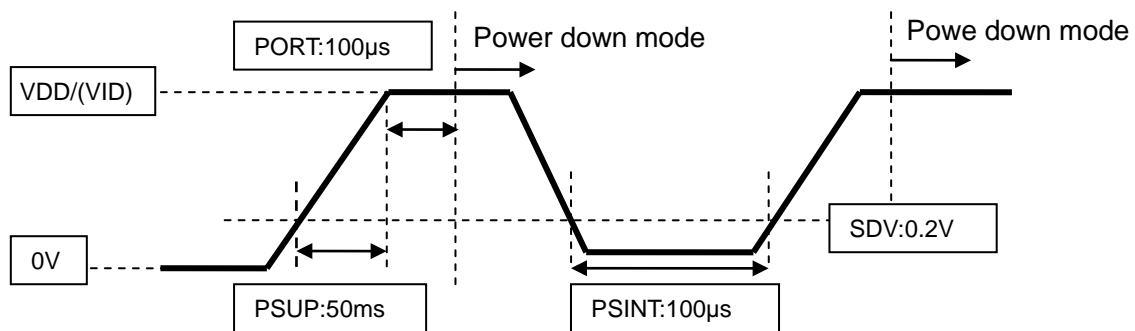 PORT:100µs
Power down mode
Powe down mode
VDD/(VID)
SDV:0.2V
0V
PSUP:50ms
PSINT:100µs